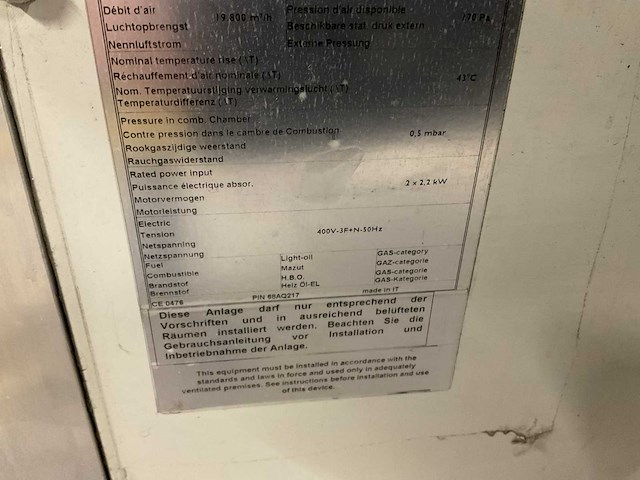 Débit d'air 19.800 m³/h Pression d'air disponible
Luchtopbrengst Beschikbare stat. druk extern 170 Pa
Nennluftstrom Externe Pressung
Nominal temperature rise (ΔT)
Réchauffement d'air nominale (ΔT) 43°C
Nom. Temperatuurstijging verwarmingslucht (ΔT)
Temperaturdifferenz (ΔT)
Pressure in comb. Chamber
Contre pression dans le cambre de Combustion 0,5 mbar
Rookgaszijdige weerstand
Rauchgaswiderstand
Rated power input
Puissance électrique absor. 2 x 2,2 kW
Motorvermogen
Motorleistung
Electric
Tension 400V-3F+N-50Hz
Netspanning
Netzspannung
Fuel Light-oil GAS-category
Combustible Mazut GAZ-categorie
Brandstof H.B.O. GAS-categorie
Brennstof Heiz Öl-EL GAS-Kategorie
CE 0476 PIN 68AQ217 made in IT
Diese Anlage darf nur entsprechend der
Vorschriften und in ausreichend belüfteten
Räumen installiert werden. Beachten Sie die
Gebrauchsanleitung vor Installation und
Inbetriebnahme der Anlage.
This equipment must be installed in accordance with the
standards and laws in force and used only in adequately
ventilated premises. See instructions before installation and use
of this device.